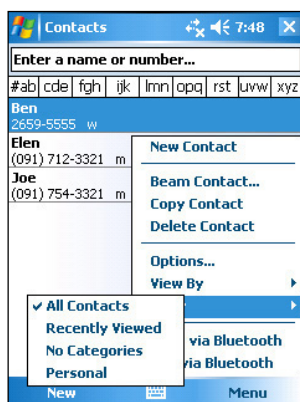 Contacts 7:48
Enter a name or number...
#ab cde fgh ijk lmn opq rst uvw xyz
Ben
2659-5555 w
Elen
(091) 712-3321 m
Joe
(091) 754-3321 m
New Contact
Beam Contact...
Copy Contact
Delete Contact
Options...
View By
via Bluetooth
via Bluetooth
All Contacts
Recently Viewed
No Categories
Personal
New Menu